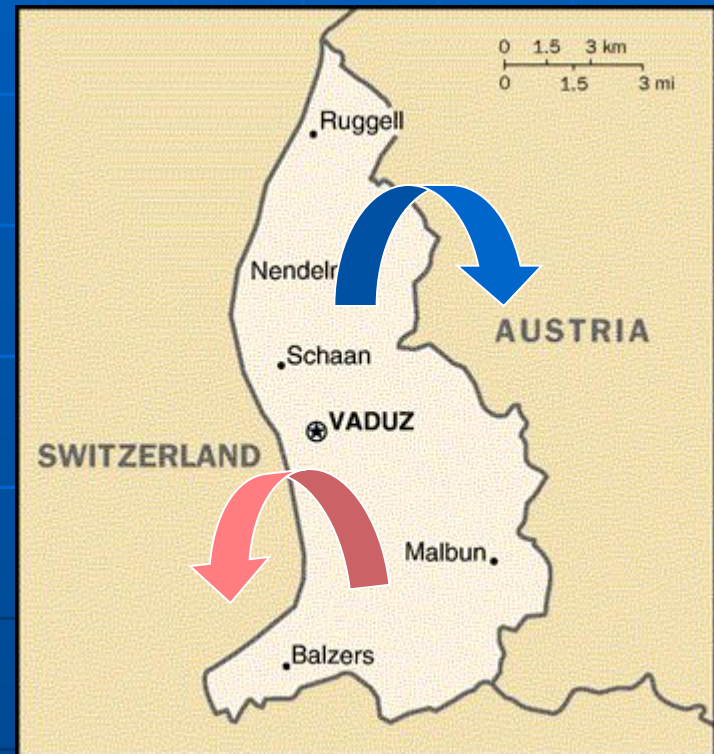 0 1.5 3 km
0 1.5 3 mi
Ruggell
Nendeln
AUSTRIA
Schaan
VADUZ
SWITZERLAND
Malbun
Balzers